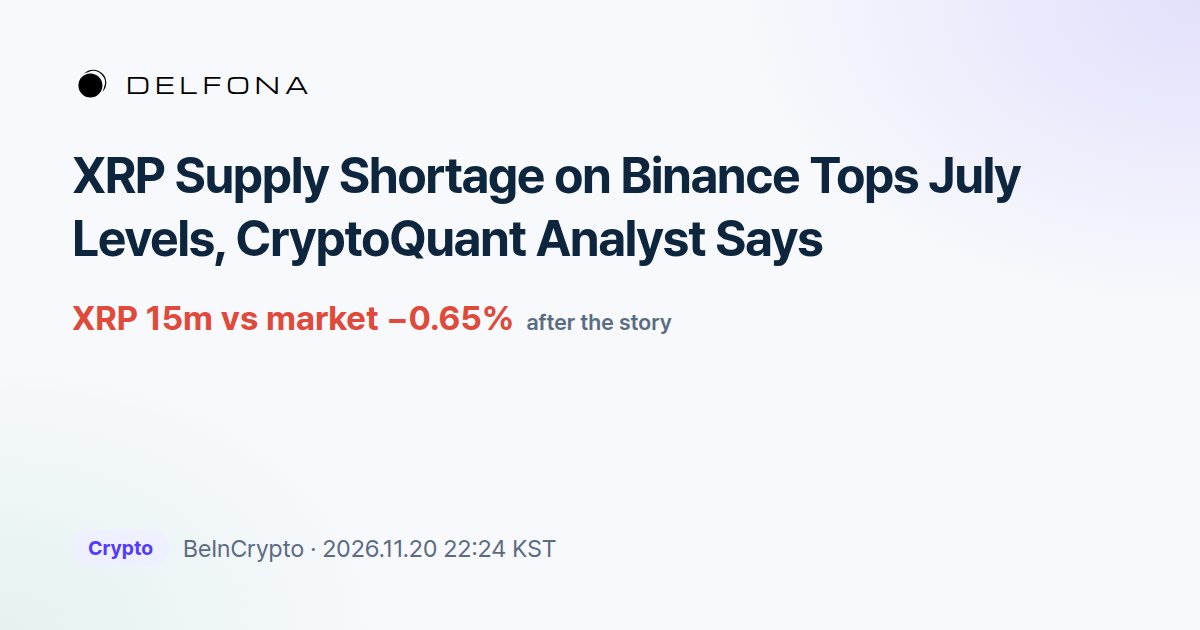 DELFONA
XRP Supply Shortage on Binance Tops July
Levels, CryptoQuant Analyst Says
XRP 15m vs market −0.65% after the story
Crypto BeInCrypto · 2026.11.20 22:24 KST